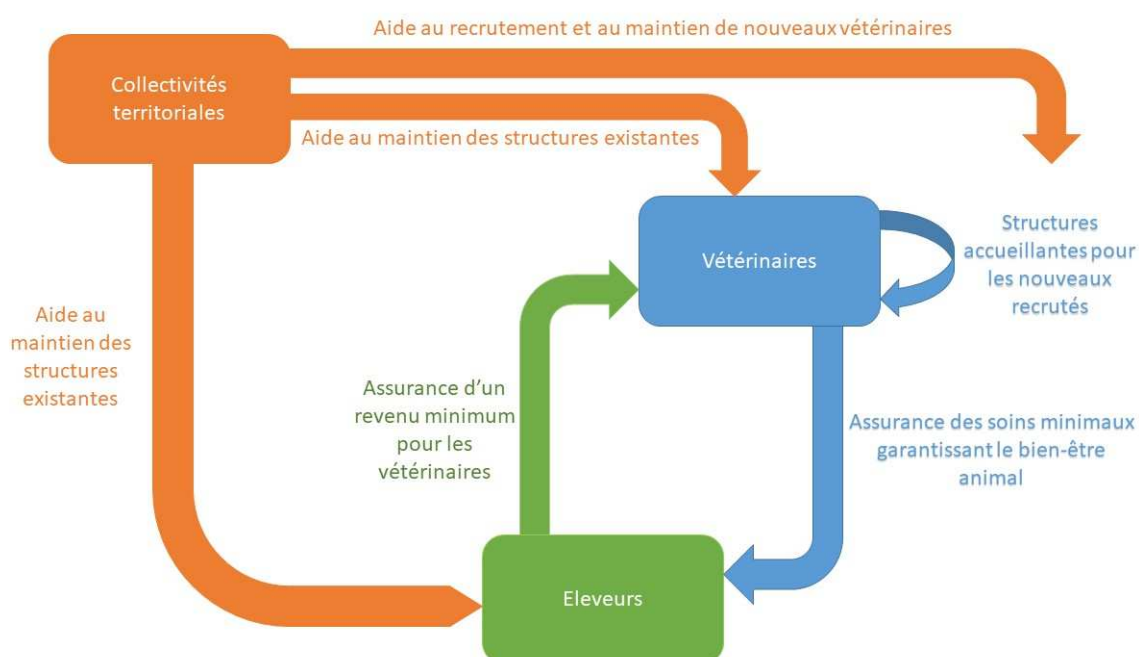 Aide au recrutement et au maintien de nouveaux vétérinaires
Collectivités
territoriales
Aide au maintien des structures existantes
Vétérinaires
Structures
accueillantes pour
les nouveaux
recrutés
Aide au
maintien des
structures
existantes
Assurance d'un
revenu minimum
pour les
vétérinaires
Assurance des soins minimaux
garantissant le bien-être
animal
Eleveurs